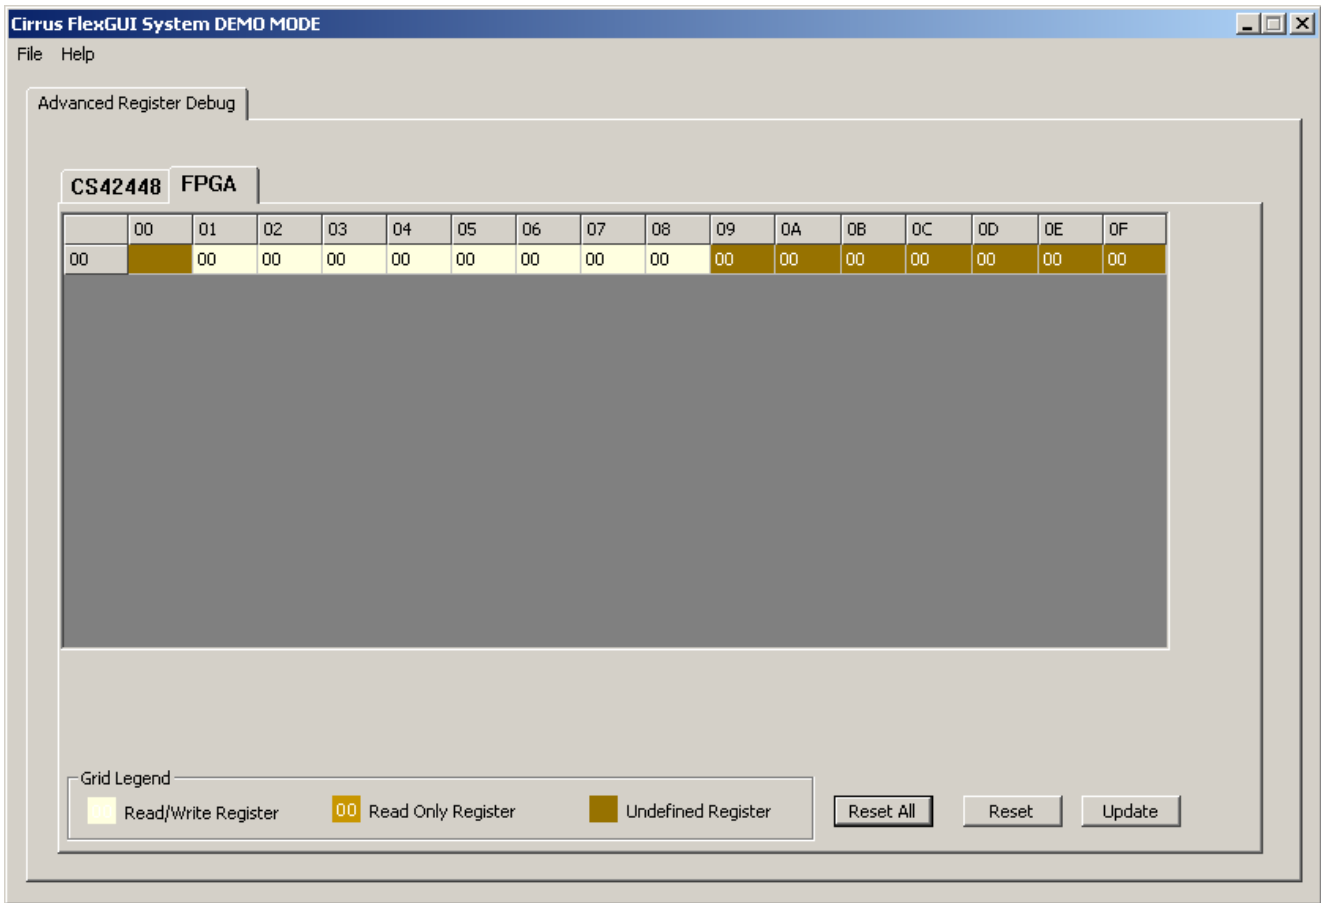 Cirrus FlexGUI System DEMO MODE
File Help
Advanced Register Debug
CS42448 FPGA
00 01 02 03 04 05 06 07 08 09 0A 0B 0C 0D 0E 0F
00 00 00 00 00 00 00 00 00 00 00 00 00 00 00 00
Grid Legend
Read/Write Register 00 Read Only Register Undefined Register Reset All Reset Update